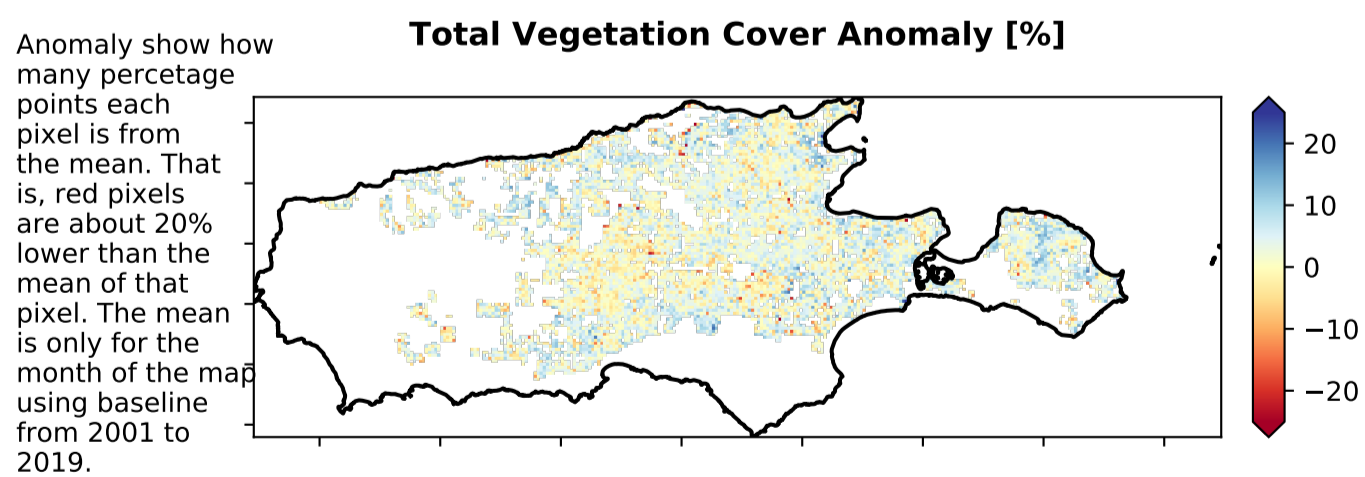 Total Vegetation Cover Anomaly [%]
Anomaly show how
many percetage
points each
pixel is from
the mean. That
is, red pixels
are about 20%
lower than the
mean of that
pixel. The mean
is only for the
month of the map
using baseline
from 2001 to
2019.
20
10
0
−10
−20